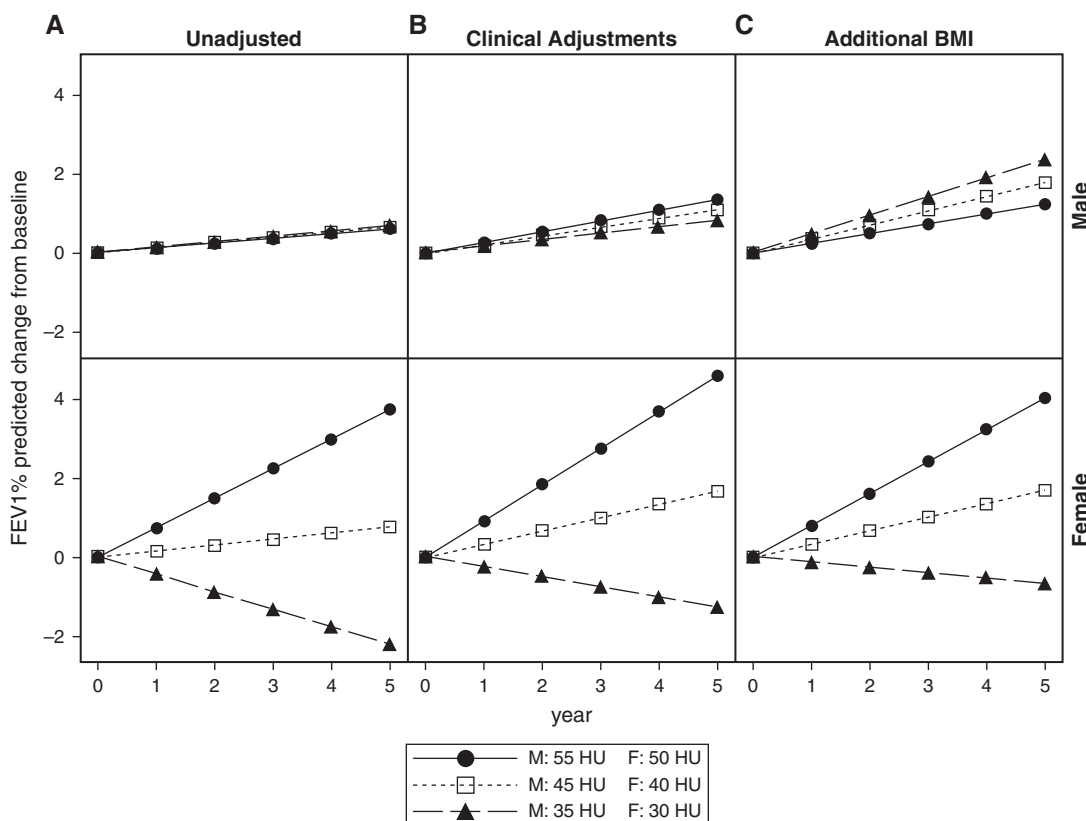 A Unadjusted B Clinical Adjustments C Additional BMI
FEV1% predicted change from baseline
4
2
0
−2
Male
4
2
0
−2
Female
0 1 2 3 4 5 0 1 2 3 4 5 0 1 2 3 4 5
year
M: 55 HU F: 50 HU
M: 45 HU F: 40 HU
M: 35 HU F: 30 HU